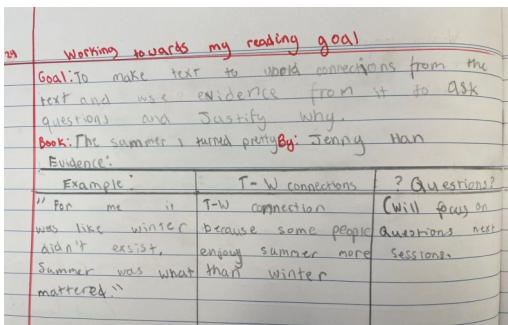 29
Working towards my reading goal
Goal: To make text to world connections from the
text and use evidence from it to ask
questions and Justify why.
Book: The summer I turned pretty By: Jenny Han
Evidence:
Example: T-W connections ? Questions?
"For me it T-W connection (will focus on
was like winter because some people Questions next
didn't exsist. enjoy summer more sessions.
Summer was what than winter
mattered."